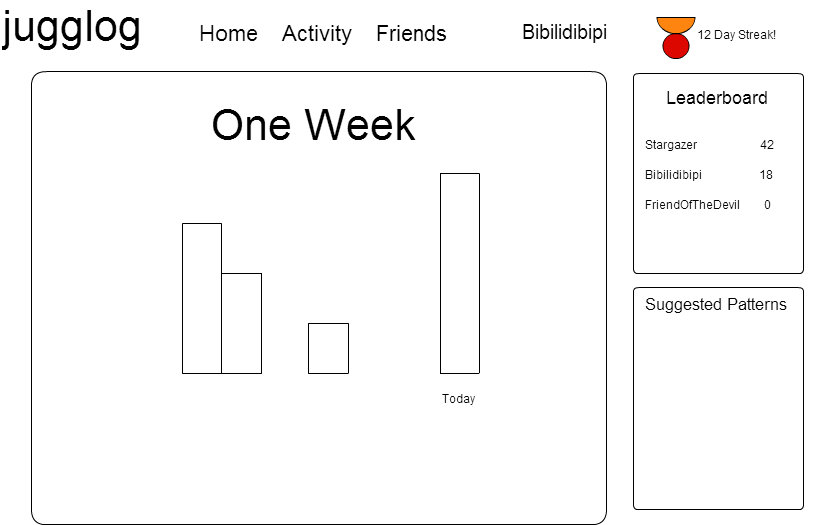 jugglog
Home Activity Friends
Bibilidibipi
12 Day Streak!
One Week
Today
Leaderboard
Stargazer 42
Bibilidibipi 18
FriendOfTheDevil 0
Suggested Patterns